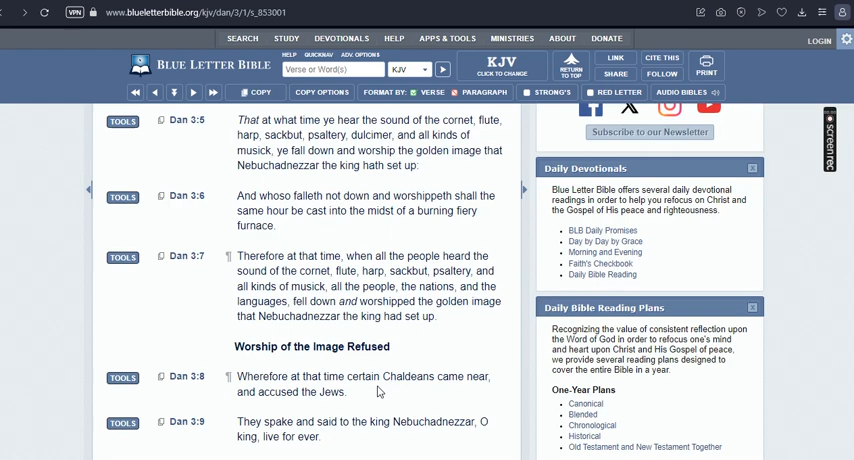 VPN www.blueletterbible.org/kjv/dan/3/1/s_853001
SEARCH STUDY DEVOTIONALS HELP APPS & TOOLS MINISTRIES ABOUT DONATE LOGIN
BLUE LETTER BIBLE
HELP QUICKNAV ADV. OPTIONS
Verse or Word(s) KJV
KJV
CLICK TO CHANGE
RETURN TO TOP
LINK CITE THIS
SHARE FOLLOW
PRINT
COPY COPY OPTIONS FORMAT BY: VERSE PARAGRAPH STRONG'S RED LETTER AUDIO BIBLES
TOOLS Dan 3:5 That at what time ye hear the sound of the cornet, flute,
harp, sackbut, psaltery, dulcimer, and all kinds of
musick, ye fall down and worship the golden image that
Nebuchadnezzar the king hath set up:
TOOLS Dan 3:6 And whoso falleth not down and worshippeth shall the
same hour be cast into the midst of a burning fiery
furnace.
TOOLS Dan 3:7 ¶ Therefore at that time, when all the people heard the
sound of the cornet, flute, harp, sackbut, psaltery, and
all kinds of musick, all the people, the nations, and the
languages, fell down and worshipped the golden image
that Nebuchadnezzar the king had set up.
Worship of the Image Refused
TOOLS Dan 3:8 ¶ Wherefore at that time certain Chaldeans came near,
and accused the Jews.
TOOLS Dan 3:9 They spake and said to the king Nebuchadnezzar, O
king, live for ever.
Subscribe to our Newsletter
Daily Devotionals
Blue Letter Bible offers several daily devotional
readings in order to help you refocus on Christ and
the Gospel of His peace and righteousness.
BLB Daily Promises
Day by Day by Grace
Morning and Evening
Faith's Checkbook
Daily Bible Reading
Daily Bible Reading Plans
Recognizing the value of consistent reflection upon
the Word of God in order to refocus one's mind
and heart upon Christ and His Gospel of peace,
we provide several reading plans designed to
cover the entire Bible in a year.
One-Year Plans
Canonical
Blended
Chronological
Historical
Old Testament and New Testament Together
screen rec